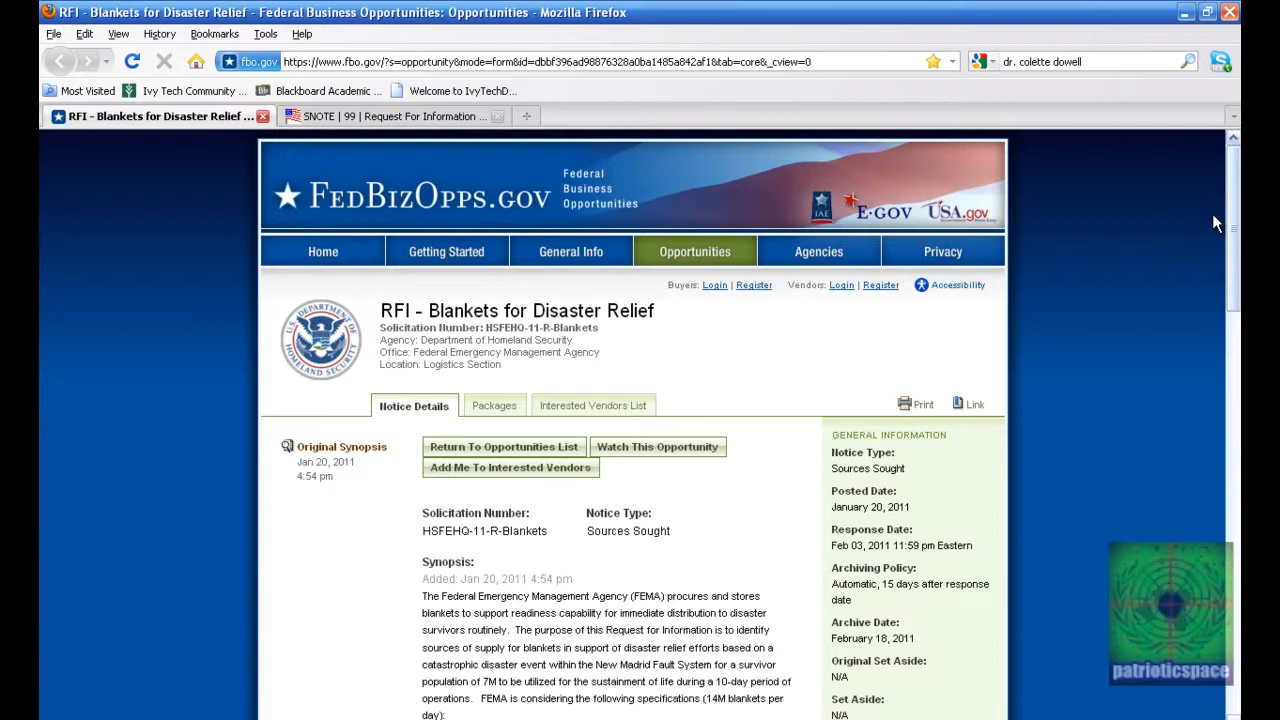 RFI - Blankets for Disaster Relief - Federal Business Opportunities: Opportunities - Mozilla Firefox
File Edit View History Bookmarks Tools Help
fbo.gov https://www.fbo.gov/?s=opportunity&mode=form&id=dbbf396ad98876328a0ba1485a842af1&tab=core&_cview=0 dr. colette dowell
Most Visited Ivy Tech Community ... Blackboard Academic ... Welcome to IvyTechD...
RFI - Blankets for Disaster Relief ... SNOTE | 99 | Request For Information ...
FedBizOpps.gov
Federal
Business
Opportunities
IAE E-GOV USA.gov
Home Getting Started General Info Opportunities Agencies Privacy
Buyers: Login | Register Vendors: Login | Register Accessibility
U.S. DEPARTMENT OF HOMELAND SECURITY
RFI - Blankets for Disaster Relief
Solicitation Number: HSFEHQ-11-R-Blankets
Agency: Department of Homeland Security
Office: Federal Emergency Management Agency
Location: Logistics Section
Notice Details Packages Interested Vendors List Print Link
Original Synopsis
Jan 20, 2011
4:54 pm
Return To Opportunities List Watch This Opportunity
Add Me To Interested Vendors
Solicitation Number: Notice Type:
HSFEHQ-11-R-Blankets Sources Sought
Synopsis:
Added: Jan 20, 2011 4:54 pm
The Federal Emergency Management Agency (FEMA) procures and stores
blankets to support readiness capability for immediate distribution to disaster
survivors routinely. The purpose of this Request for Information is to identify
sources of supply for blankets in support of disaster relief efforts based on a
catastrophic disaster event within the New Madrid Fault System for a survivor
population of 7M to be utilized for the sustainment of life during a 10-day period of
operations. FEMA is considering the following specifications (14M blankets per
day):
GENERAL INFORMATION
Notice Type:
Sources Sought
Posted Date:
January 20, 2011
Response Date:
Feb 03, 2011 11:59 pm Eastern
Archiving Policy:
Automatic, 15 days after response
date
Archive Date:
February 18, 2011
Original Set Aside:
N/A
Set Aside:
N/A
patrioticspace